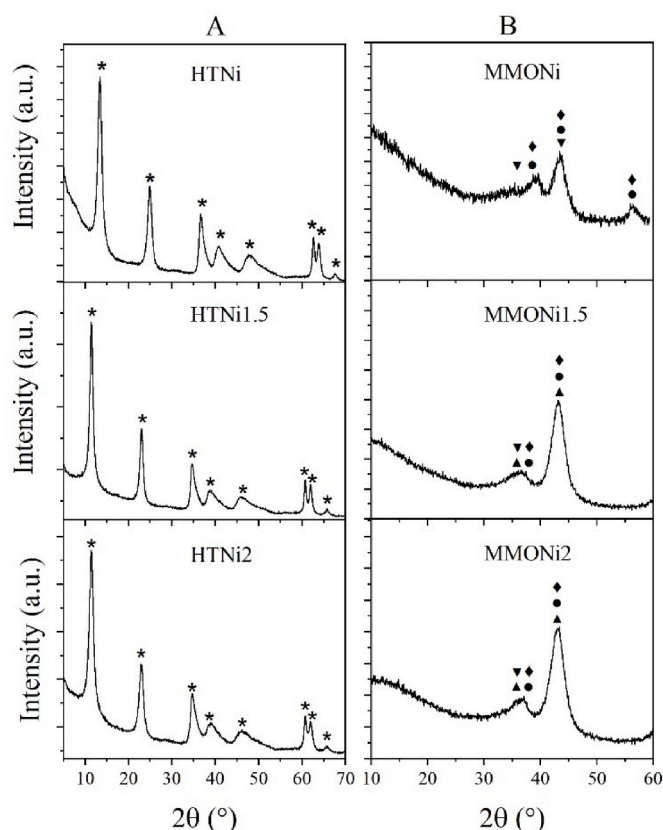 A
B
HTNi
MMONi
Intensity (a.u.)
HTNi1.5
MMONi1.5
Intensity (a.u.)
HTNi2
MMONi2
Intensity (a.u.)
10 20 30 40 50 60 70
10 20 30 40 50 60
2θ (°)
2θ (°)